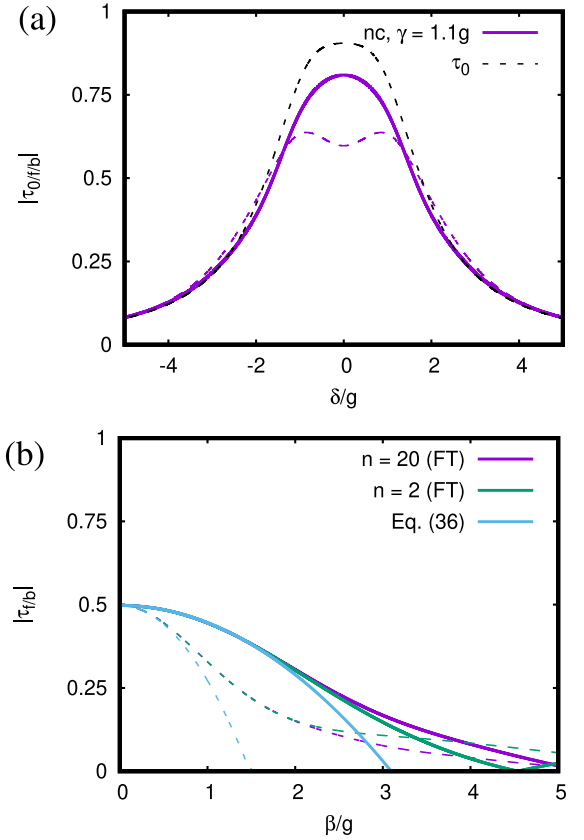 (a)
nc, γ = 1.1g
τ0
1
0.75
0.5
0.25
0
|τ0/f/b|
-4 -2 0 2 4
δ/g
(b)
n = 20 (FT)
n = 2 (FT)
Eq. (36)
1
0.75
0.5
0.25
0
|τf/b|
0 1 2 3 4 5
β/g